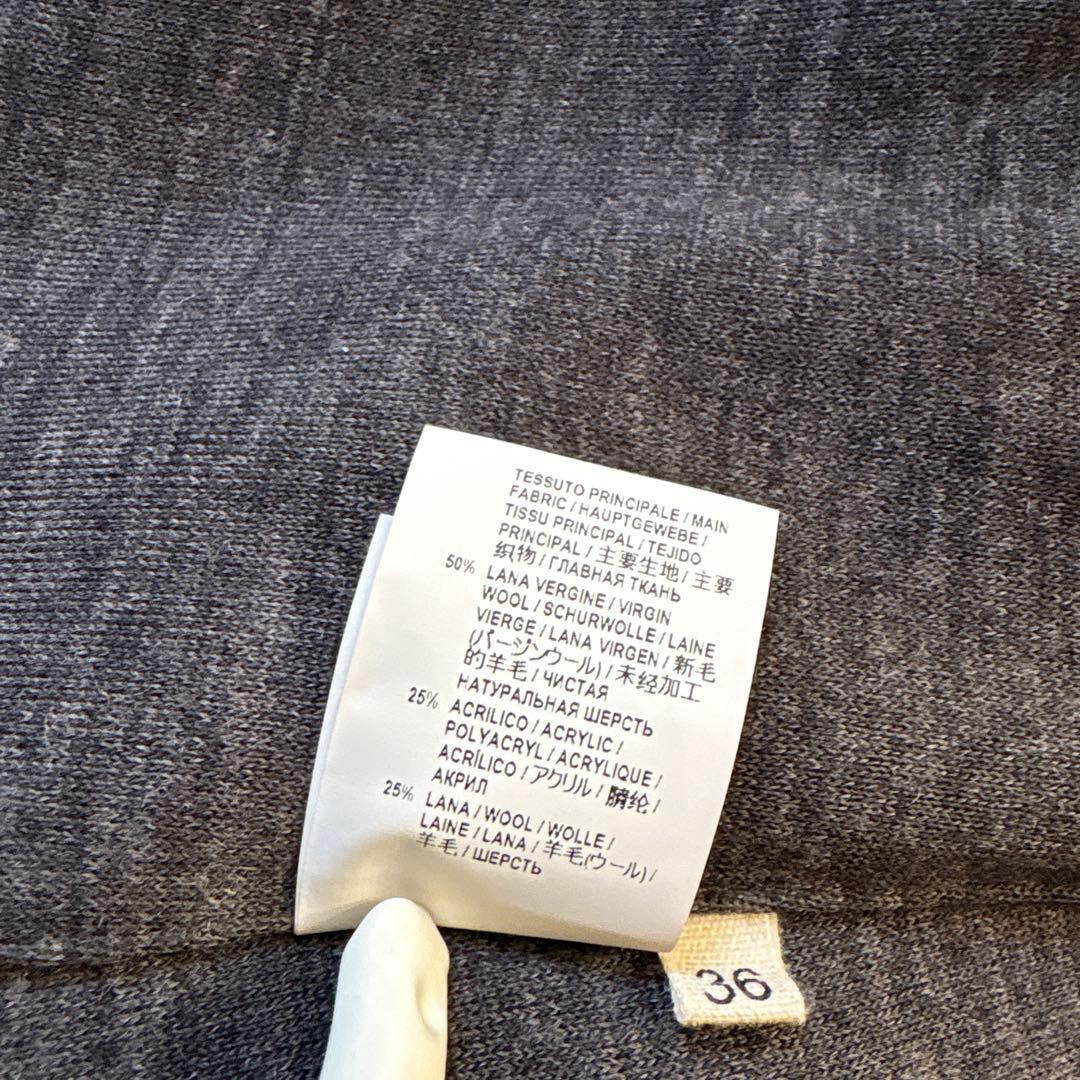 TESSUTO PRINCIPALE / MAIN
FABRIC / HAUPTGEWEBE /
TISSU PRINCIPAL / TEJIDO
PRINCIPAL / 主要生地 / 主要
织物 / ГЛАВНАЯ ТКАНЬ
50% LANA VERGINE / VIRGIN
WOOL / SCHURWOLLE / LAINE
VIERGE / LANA VIRGEN / 新毛
(バージンウール) / 未经加工
的羊毛 / ЧИСТАЯ
НАТУРАЛЬНАЯ ШЕРСТЬ
25% ACRILICO / ACRYLIC /
POLYACRYL / ACRYLIQUE /
ACRÍLICO / アクリル / 腈纶 /
АКРИЛ
25% LANA / WOOL / WOLLE /
LAINE / LANA / 羊毛(ウール) /
羊毛 / ШЕРСТЬ
36